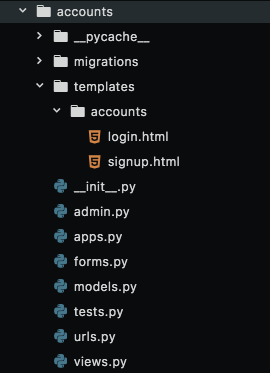 accounts
__pycache__
migrations
templates
accounts
login.html
signup.html
__init__.py
admin.py
apps.py
forms.py
models.py
tests.py
urls.py
views.py